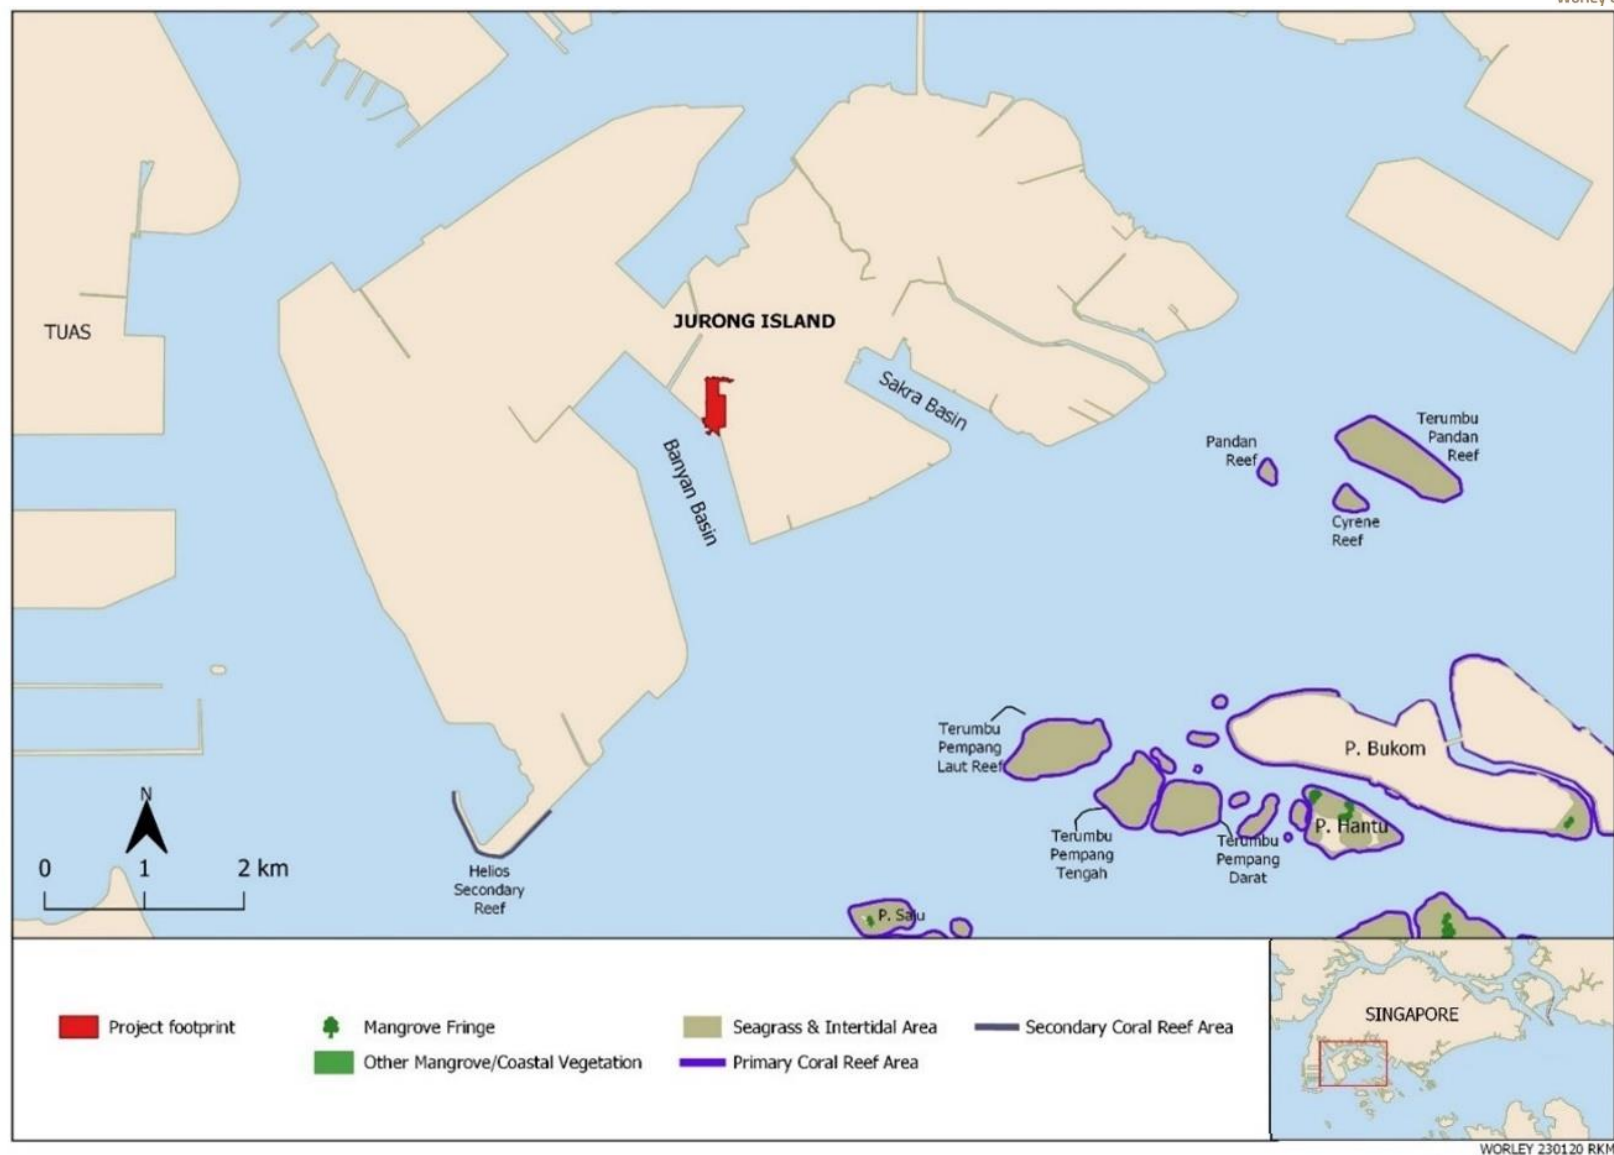 TUAS
JURONG ISLAND
Sakra Basin
Banyan Basin
Terumbu
Pandan
Reef
Pandan
Reef
Cyrene
Reef
Terumbu
Pempang
Laut Reef
P. Bukom
P. Hantu
Terumbu
Pempang
Tengah
Terumbu
Pempang
Darat
N
0 1 2 km
Helios
Secondary
Reef
Project footprint
Mangrove Fringe
Other Mangrove/Coastal Vegetation
Seagrass & Intertidal Area
Primary Coral Reef Area
Secondary Coral Reef Area
SINGAPORE
WORLEY 230120 RKM